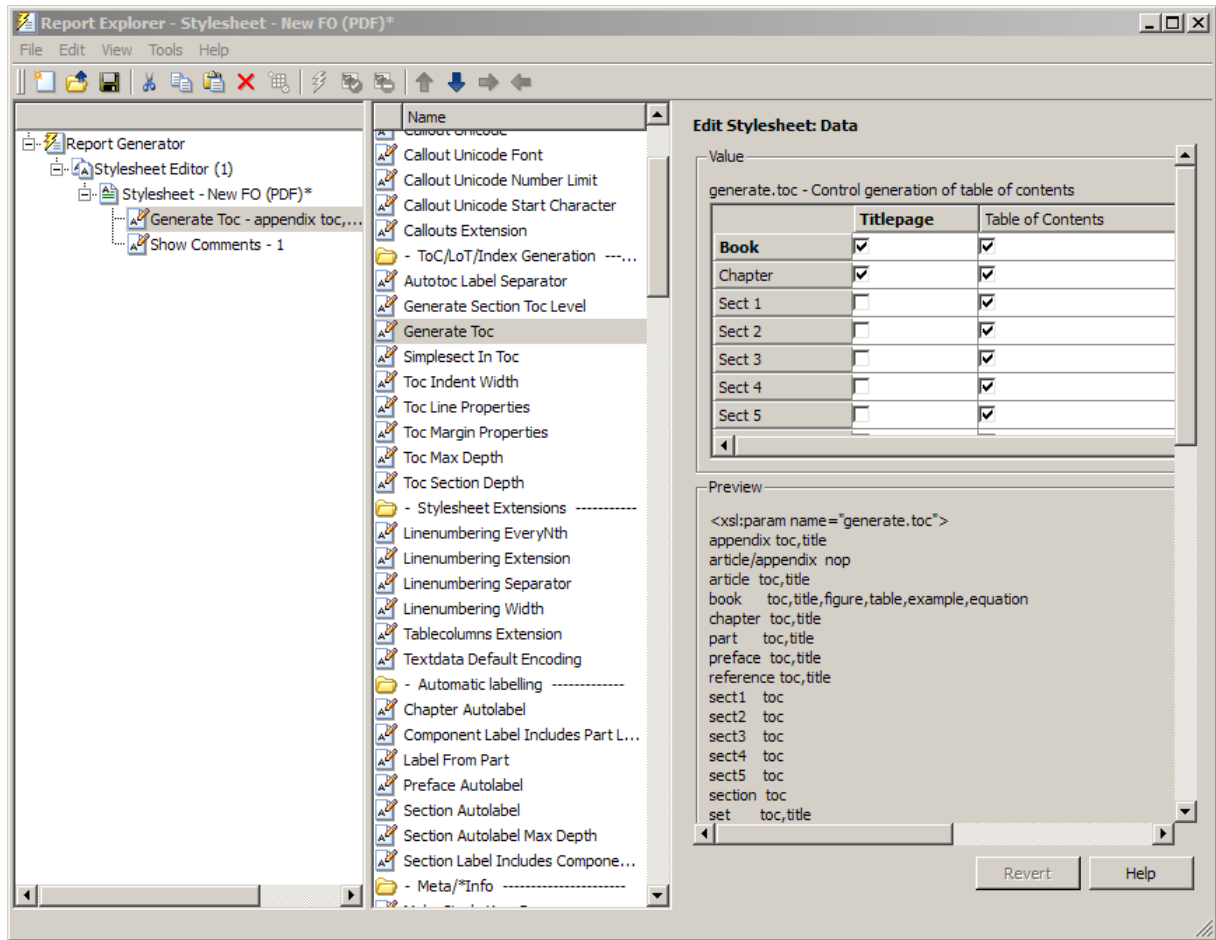 Report Explorer - Stylesheet - New FO (PDF)*
File Edit View Tools Help
Report Generator
Stylesheet Editor (1)
Stylesheet - New FO (PDF)*
Generate Toc - appendix toc,...
Show Comments - 1
Name
Callout Unicode
Callout Unicode Font
Callout Unicode Number Limit
Callout Unicode Start Character
Callouts Extension
- ToC/LoT/Index Generation ---...
Autotoc Label Separator
Generate Section Toc Level
Generate Toc
Simplesect In Toc
Toc Indent Width
Toc Line Properties
Toc Margin Properties
Toc Max Depth
Toc Section Depth
- Stylesheet Extensions -----------
Linenumbering EveryNth
Linenumbering Extension
Linenumbering Separator
Linenumbering Width
Tablecolumns Extension
Textdata Default Encoding
- Automatic labelling -------------
Chapter Autolabel
Component Label Includes Part L...
Label From Part
Preface Autolabel
Section Autolabel
Section Autolabel Max Depth
Section Label Includes Compone...
- Meta/*Info ----------------------
Edit Stylesheet: Data
Value
generate.toc - Control generation of table of contents
Titlepage Table of Contents
Book
Chapter
Sect 1
Sect 2
Sect 3
Sect 4
Sect 5
Preview
<xsl:param name="generate.toc">
appendix toc,title
article/appendix nop
article toc,title
book toc,title,figure,table,example,equation
chapter toc,title
part toc,title
preface toc,title
reference toc,title
sect1 toc
sect2 toc
sect3 toc
sect4 toc
sect5 toc
section toc
set toc,title
Revert Help